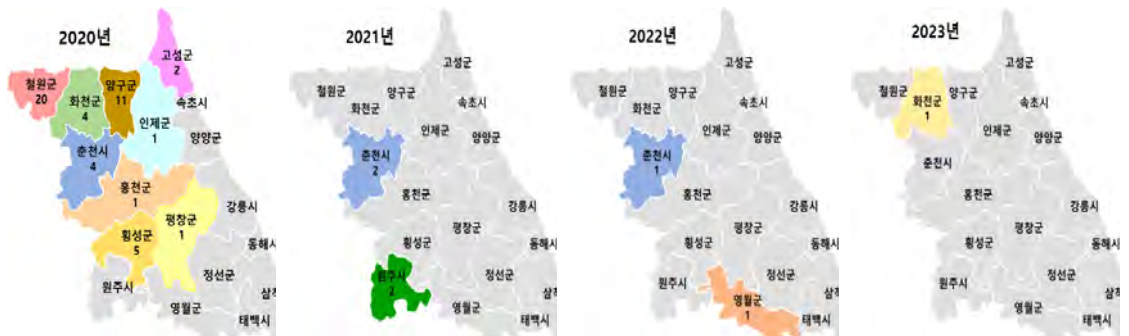 2020년
고성군
2
철원군
20
화천군
4
양구군
11
속초시
인제군
1
양양군
춘천시
4
홍천군
1
강릉시
평창군
1
횡성군
5
동해시
정선군
원주시
영월군
삼척
태백시
2021년
고성군
철원군
양구군
화천군
속초시
인제군
양양군
춘천시
2
홍천군
강릉시
평창군
횡성군
동해시
정선군
원주시
2
영월군
삼척
태백시
2022년
고성군
철원군
양구군
화천군
속초시
인제군
양양군
춘천시
1
홍천군
강릉시
평창군
횡성군
동해시
정선군
원주시
영월군
1
삼척
태백시
2023년
고성군
철원군
양구군
화천군
1
속초시
인제군
양양군
춘천시
홍천군
강릉시
평창군
횡성군
동해시
정선군
원주시
영월군
삼척
태백시